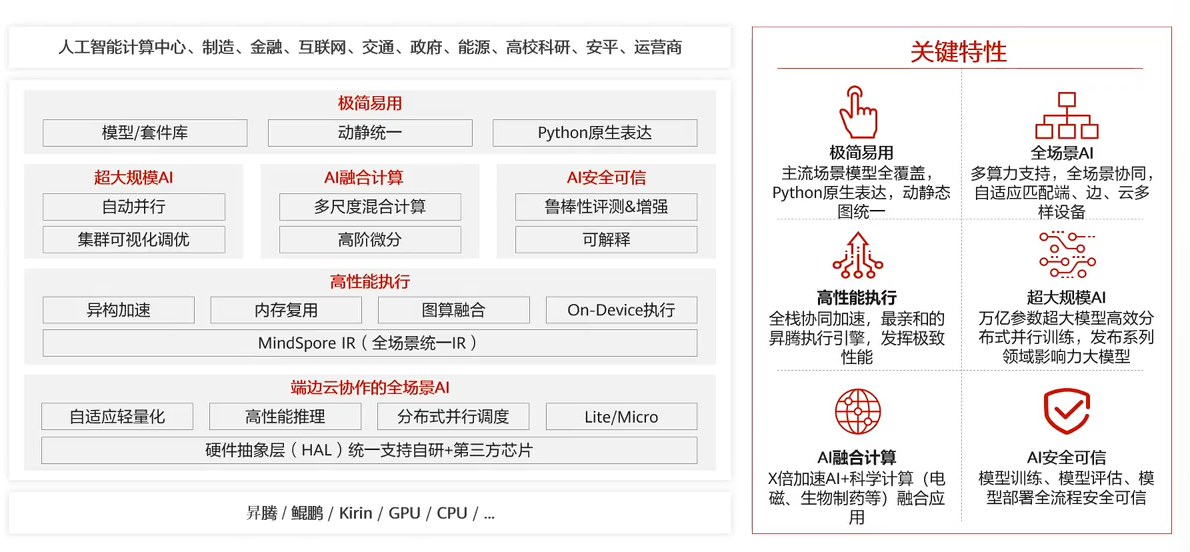 人工智能计算中心、制造、金融、互联网、交通、政府、能源、高校科研、安平、运营商
极简易用
模型/套件库
动静统一
Python原生表达
超大规模AI
自动并行
集群可视化调优
AI融合计算
多尺度混合计算
高阶微分
AI安全可信
鲁棒性评测&增强
可解释
高性能执行
异构加速
内存复用
图算融合
On-Device执行
MindSpore IR（全场景统一IR）
端边云协作的全场景AI
自适应轻量化
高性能推理
分布式并行调度
Lite/Micro
硬件抽象层（HAL）统一支持自研+第三方芯片
昇腾 / 鲲鹏 / Kirin / GPU / CPU / ...
关键特性
极简易用
主流场景模型全覆盖，
Python原生表达，动静态
图统一
全场景AI
多算力支持，全场景协同，
自适应匹配端、边、云多
样设备
高性能执行
全栈协同加速，最亲和的
昇腾执行引擎，发挥极致
性能
超大规模AI
万亿参数超大模型高效分
布式并行训练，发布系列
领域影响力大模型
AI融合计算
X倍加速AI+科学计算（电
磁、生物制药等）融合应
用
AI安全可信
模型训练、模型评估、模
型部署全流程安全可信